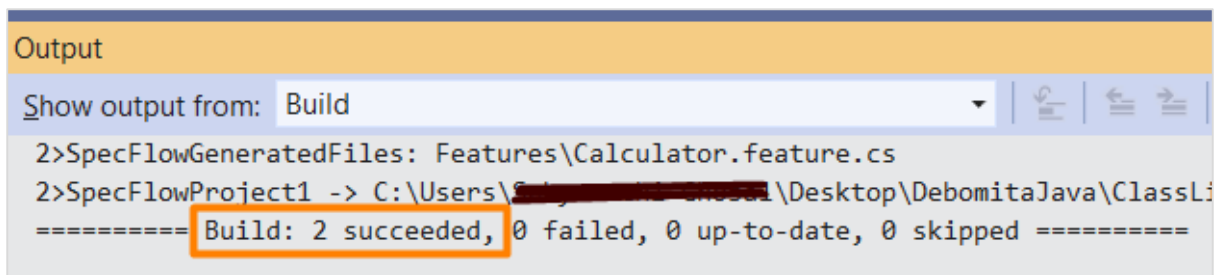 Output
Show output from: Build
2>SpecFlowGeneratedFiles: Features\Calculator.feature.cs
2>SpecFlowProject1 -> C:\Users\ \Desktop\DebomitaJava\ClassLi
========== Build: 2 succeeded, 0 failed, 0 up-to-date, 0 skipped ==========